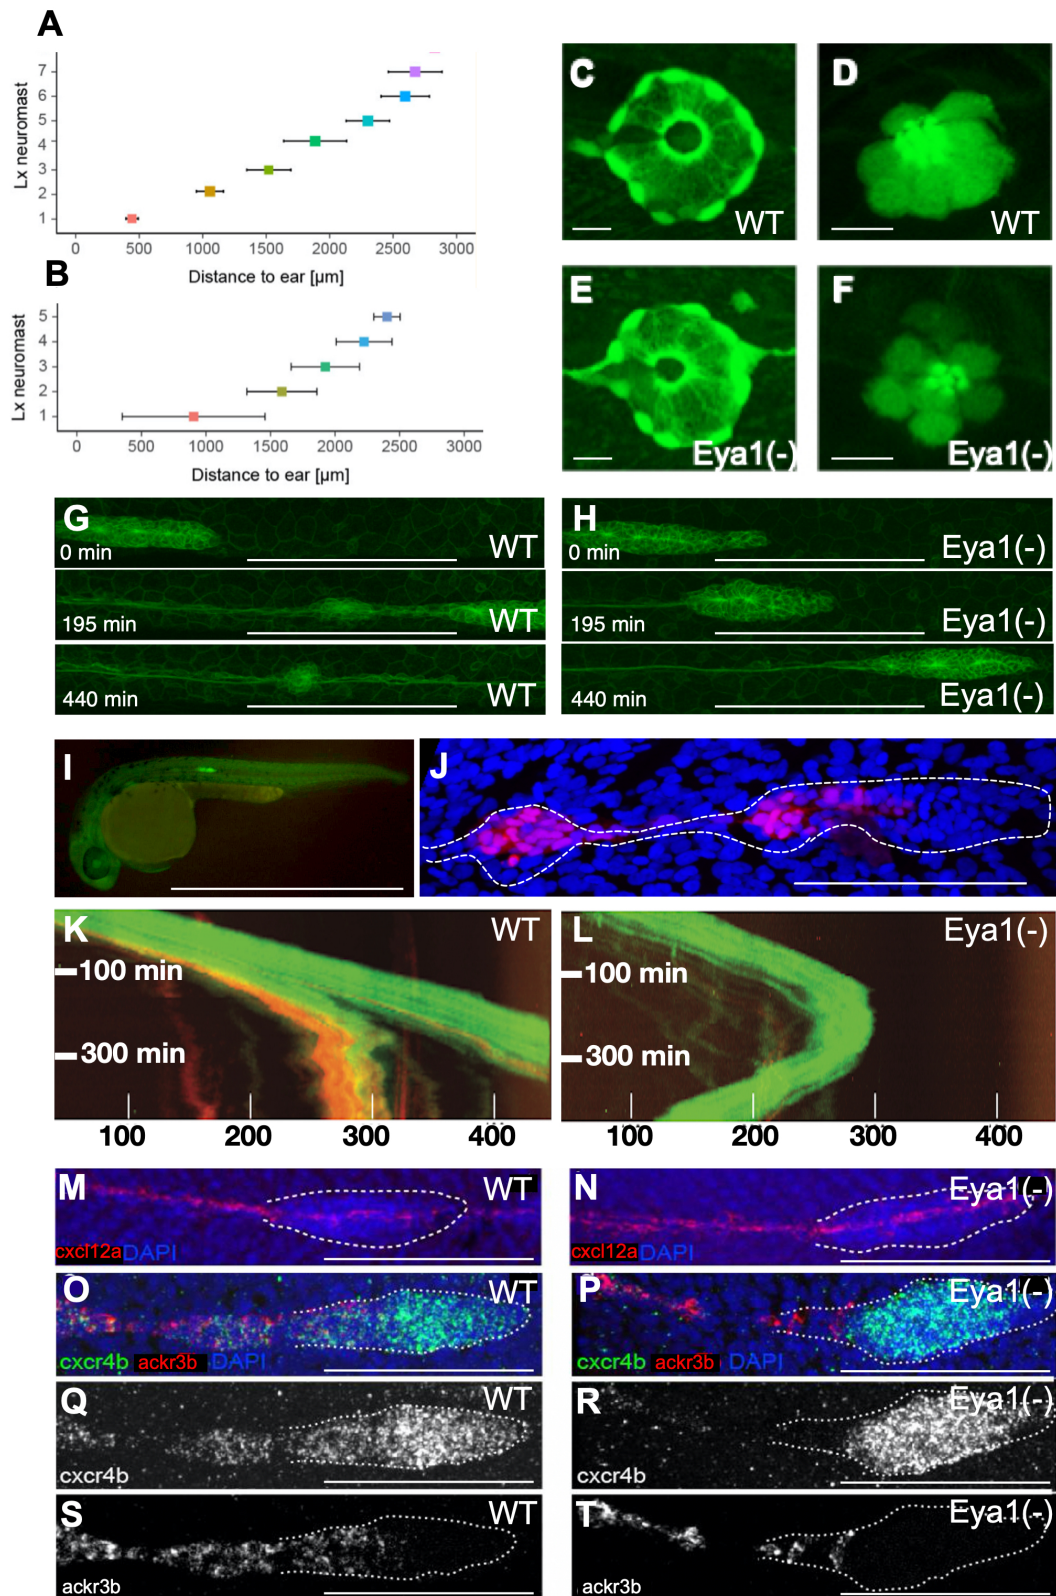 A
Lx neuromast
7
6
5
4
3
2
1
0 500 1000 1500 2000 2500 3000
Distance to ear [µm]
B
Lx neuromast
5
4
3
2
1
0 500 1000 1500 2000 2500 3000
Distance to ear [µm]
C
WT
D
WT
E
Eya1(-)
F
Eya1(-)
G
0 min
WT
195 min
WT
440 min
WT
H
0 min
Eya1(-)
195 min
Eya1(-)
440 min
Eya1(-)
I
J
K
WT
100 min
300 min
100 200 300 400
L
Eya1(-)
100 min
300 min
100 200 300 400
M
WT
cxcl12a DAPI
N
Eya1(-)
cxcl12a DAPI
O
WT
cxcr4b ackr3b DAPI
P
Eya1(-)
cxcr4b ackr3b DAPI
Q
WT
cxcr4b
R
Eya1(-)
cxcr4b
S
WT
ackr3b
T
Eya1(-)
ackr3b